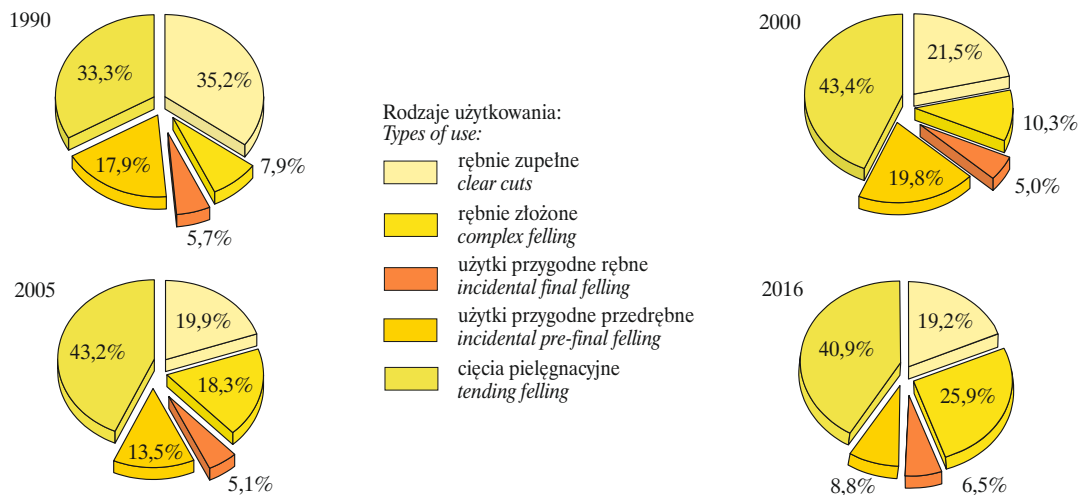 1990
33,3%
35,2%
17,9%
7,9%
5,7%
2000
43,4%
21,5%
10,3%
19,8%
5,0%
Rodzaje użytkowania:
Types of use:
rębnie zupełne
clear cuts
rębnie złożone
complex felling
użytki przygodne rębne
incidental final felling
użytki przygodne przedrębne
incidental pre-final felling
cięcia pielęgnacyjne
tending felling
2005
43,2%
19,9%
18,3%
13,5%
5,1%
2016
40,9%
19,2%
25,9%
8,8%
6,5%